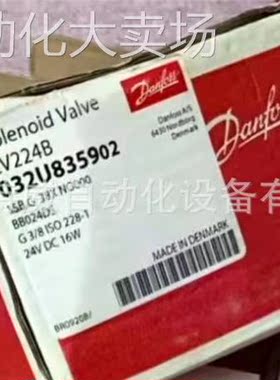 动化大卖场
Solenoid Valve
EV224B
032U835902
BB024DS
G 3/8 ISO 228-1
24V DC 16W
Danfoss
Danfoss A/S
6430 Nordborg
Denmark
MADE IN
DENMARK
Danfoss
自动化设备有